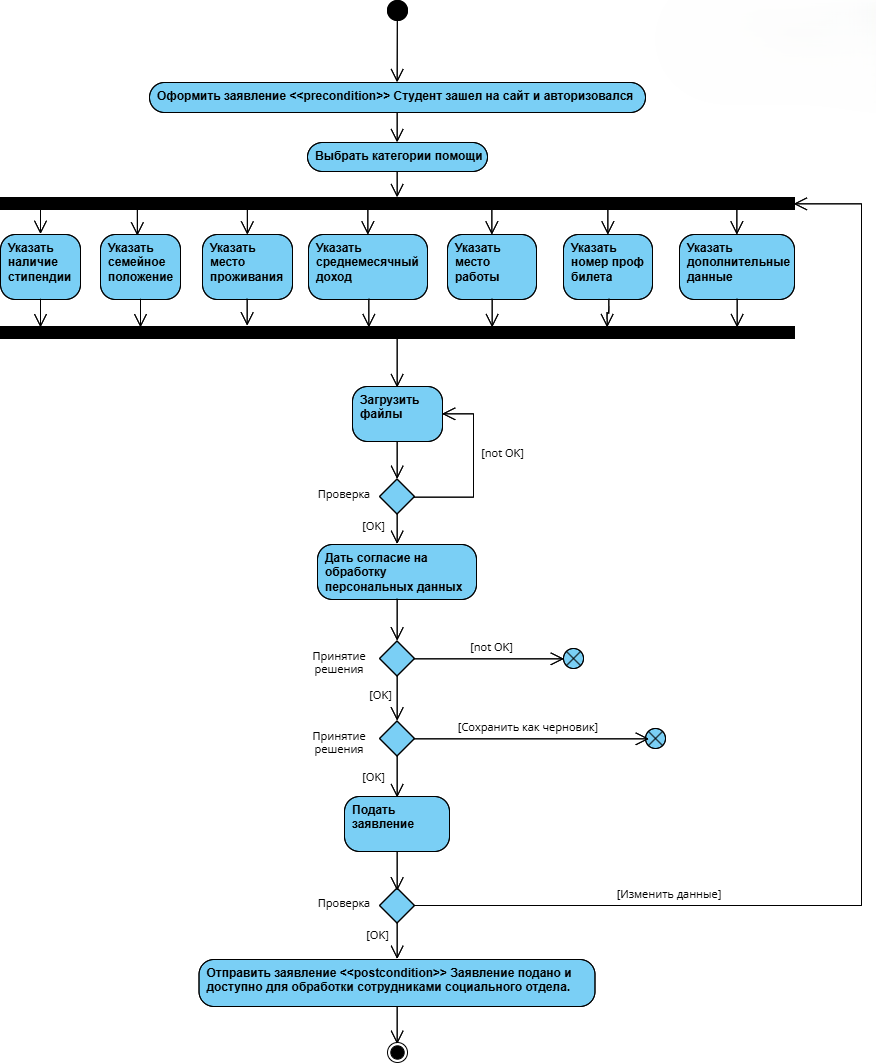 Оформить заявление <<precondition>> Студент зашел на сайт и авторизовался
Выбрать категории помощи
Указать
наличие
стипендии
Указать
семейное
положение
Указать
место
проживания
Указать
среднемесячный
доход
Указать
место
работы
Указать
номер проф
билета
Указать
дополнительные
данные
Загрузить
файлы
[not OK]
Проверка
[OK]
Дать согласие на
обработку
персональных данных
[not OK]
Принятие
решения
[OK]
[Сохранить как черновик]
Принятие
решения
[OK]
Подать
заявление
[Изменить данные]
Проверка
[OK]
Отправить заявление <<postcondition>> Заявление подано и
доступно для обработки сотрудниками социального отдела.